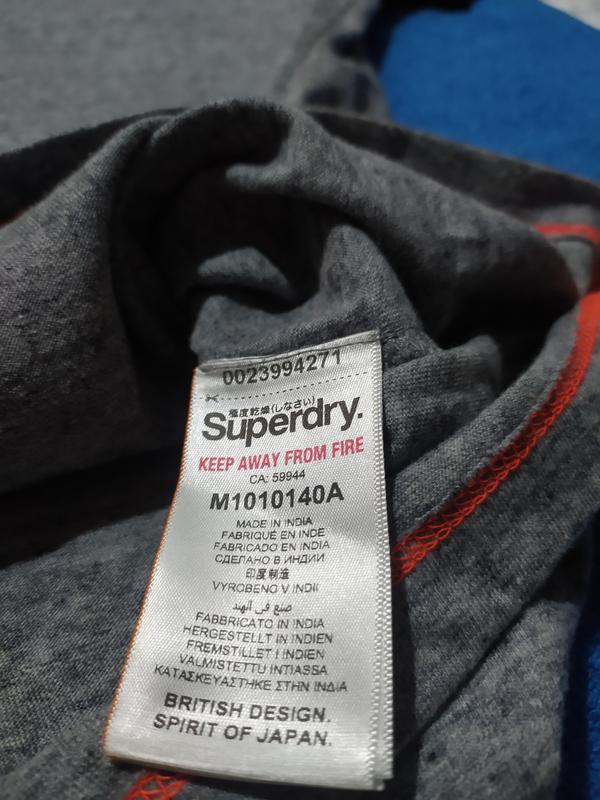 0023994271
極度乾燥(しなさい)
Superdry.
KEEP AWAY FROM FIRE
CA: 59944
M1010140A
MADE IN INDIA
FABRIQUÉ EN INDE
FABRICADO EN INDIA
СДЕЛАНО В ИНДИИ
印度制造
VYROBENO V INDII
صنع في الهند
FABBRICATO IN INDIA
HERGESTELLT IN INDIEN
FREMSTILLET I INDIEN
VALMISTETTU INTIASSA
ΚΑΤΑΣΚΕΥΑΣΤΗΚΕ ΣΤΗΝ ΙΝΔΙΑ
BRITISH DESIGN.
SPIRIT OF JAPAN.